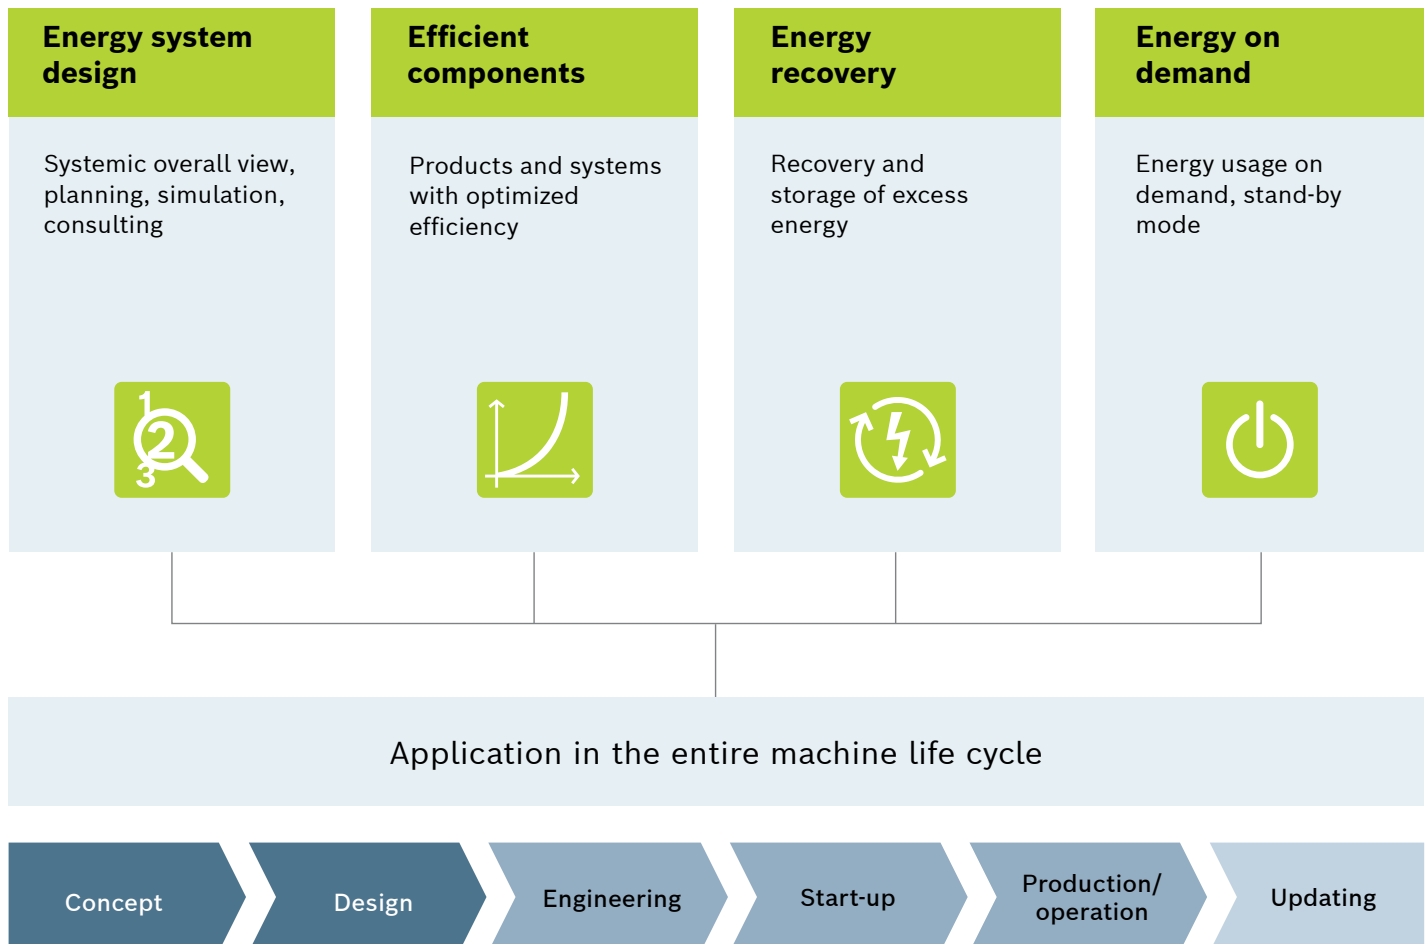 Energy system
design
Systemic overall view,
planning, simulation,
consulting
1
2
3
Efficient
components
Products and systems
with optimized
efficiency
Energy
recovery
Recovery and
storage of excess
energy
Energy on
demand
Energy usage on
demand, stand-by
mode
Application in the entire machine life cycle
Concept
Design
Engineering
Start-up
Production/
operation
Updating